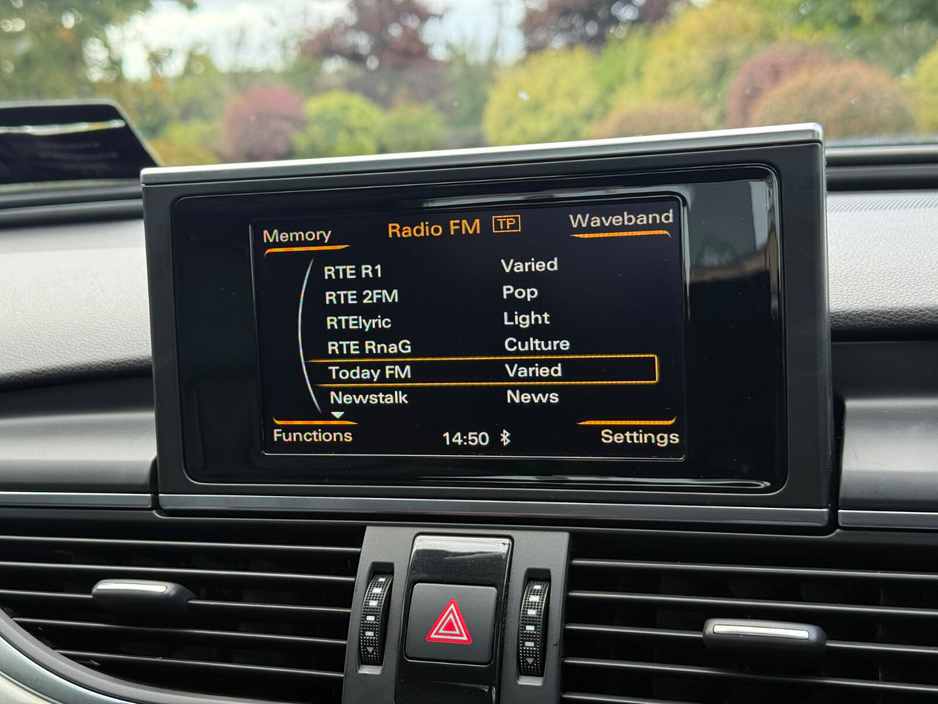 Memory Radio FM TP Waveband
RTE R1 Varied
RTE 2FM Pop
RTElyric Light
RTE RnaG Culture
Today FM Varied
Newstalk News
Functions 14:50 Settings